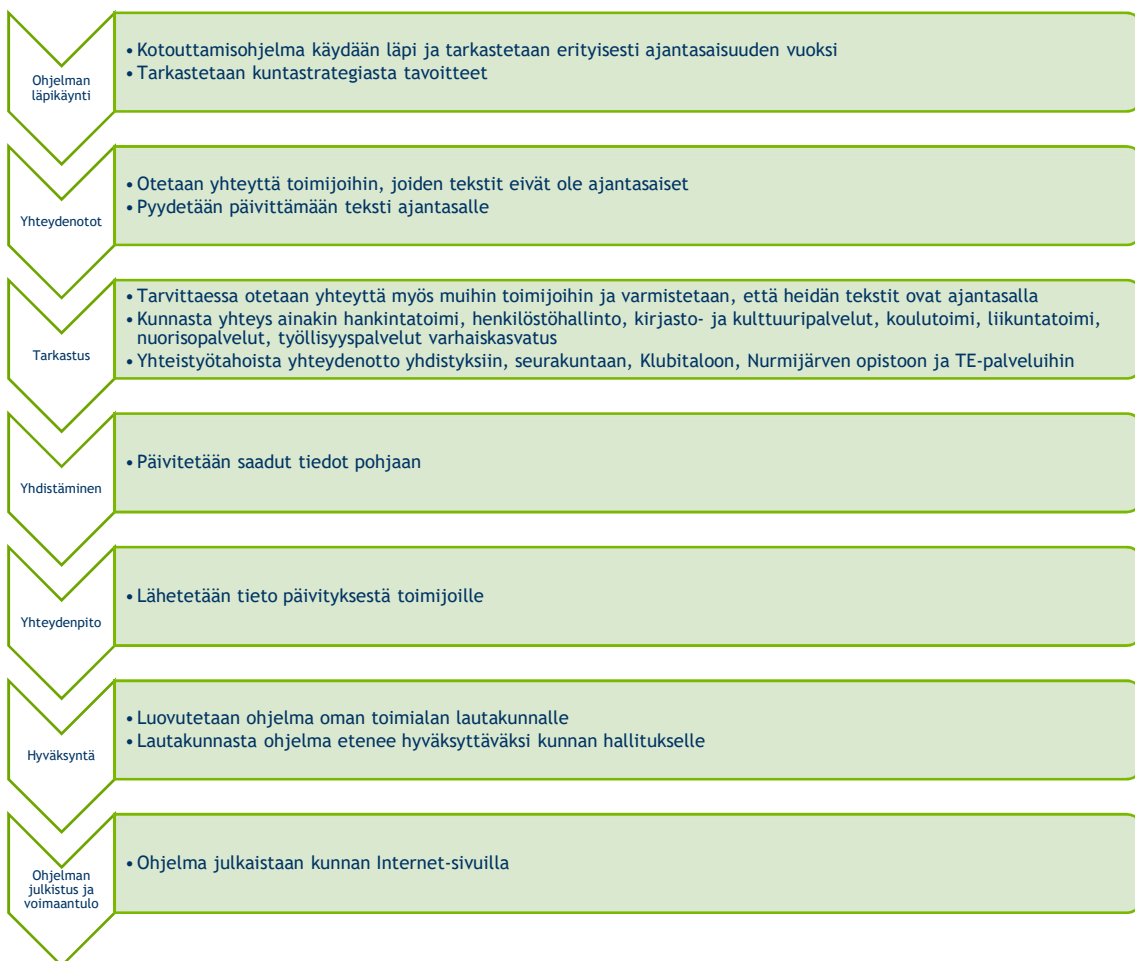 Ohjelman
läpikäynti
• Kotouttamisohjelma käydään läpi ja tarkastetaan erityisesti ajantasaisuuden vuoksi
• Tarkastetaan kuntastrategiasta tavoitteet
Yhteydenotot
• Otetaan yhteyttä toimijoihin, joiden tekstit eivät ole ajantasaiset
• Pyydetään päivittämään teksti ajantasalle
Tarkastus
• Tarvittaessa otetaan yhteyttä myös muihin toimijoihin ja varmistetaan, että heidän tekstit ovat ajantasalla
• Kunnasta yhteys ainakin hankintatoimi, henkilöstöhallinto, kirjasto- ja kulttuuripalvelut, koulutoimi, liikuntatoimi,
nuorisopalvelut, työllisyyspalvelut varhaiskasvatus
• Yhteistyötahoista yhteydenotto yhdistyksiin, seurakuntaan, Klubitaloon, Nurmijärven opistoon ja TE-palveluihin
Yhdistäminen
• Päivitetään saadut tiedot pohjaan
Yhteydenpito
• Lähetetään tieto päivityksestä toimijoille
Hyväksyntä
• Luovutetaan ohjelma oman toimialan lautakunnalle
• Lautakunnasta ohjelma etenee hyväksyttäväksi kunnan hallitukselle
Ohjelman
julkistus ja
voimaantulo
• Ohjelma julkaistaan kunnan Internet-sivuilla